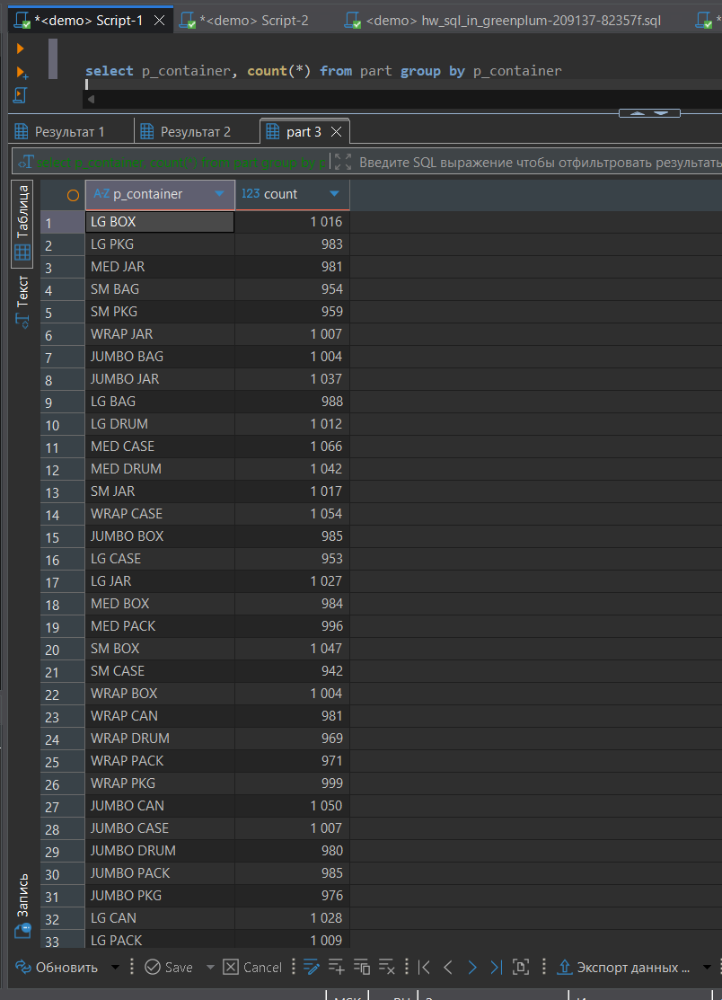 *<demo> Script-1
*<demo> Script-2
<demo> hw_sql_in_greenplum-209137-82357f.sql
select p_container, count(*) from part group by p_container
Результат 1
Результат 2
part 3
select p_container, count(*) from part group by p
Введите SQL выражение чтобы отфильтровать результаты
Таблица
Текст
Запись
A-Z p_container 123 count
1 LG BOX 1 016
2 LG PKG 983
3 MED JAR 981
4 SM BAG 954
5 SM PKG 959
6 WRAP JAR 1 007
7 JUMBO BAG 1 004
8 JUMBO JAR 1 037
9 LG BAG 988
10 LG DRUM 1 012
11 MED CASE 1 066
12 MED DRUM 1 042
13 SM JAR 1 017
14 WRAP CASE 1 054
15 JUMBO BOX 985
16 LG CASE 953
17 LG JAR 1 027
18 MED BOX 984
19 MED PACK 996
20 SM BOX 1 047
21 SM CASE 942
22 WRAP BOX 1 004
23 WRAP CAN 981
24 WRAP DRUM 969
25 WRAP PACK 971
26 WRAP PKG 999
27 JUMBO CAN 1 050
28 JUMBO CASE 1 007
29 JUMBO DRUM 980
30 JUMBO PACK 985
31 JUMBO PKG 976
32 LG CAN 1 028
33 LG PACK 1 009
Обновить
Save
Cancel
Экспорт данных ...